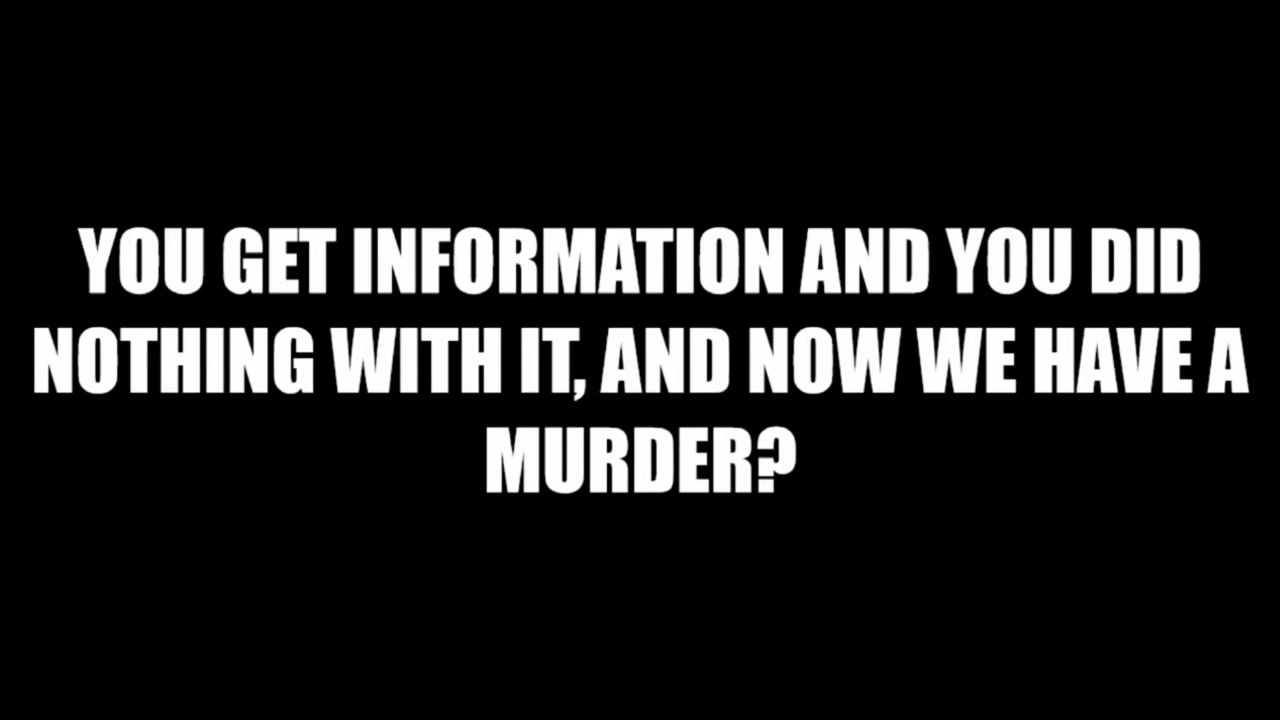 YOU GET INFORMATION AND YOU DID
NOTHING WITH IT, AND NOW WE HAVE A
MURDER?